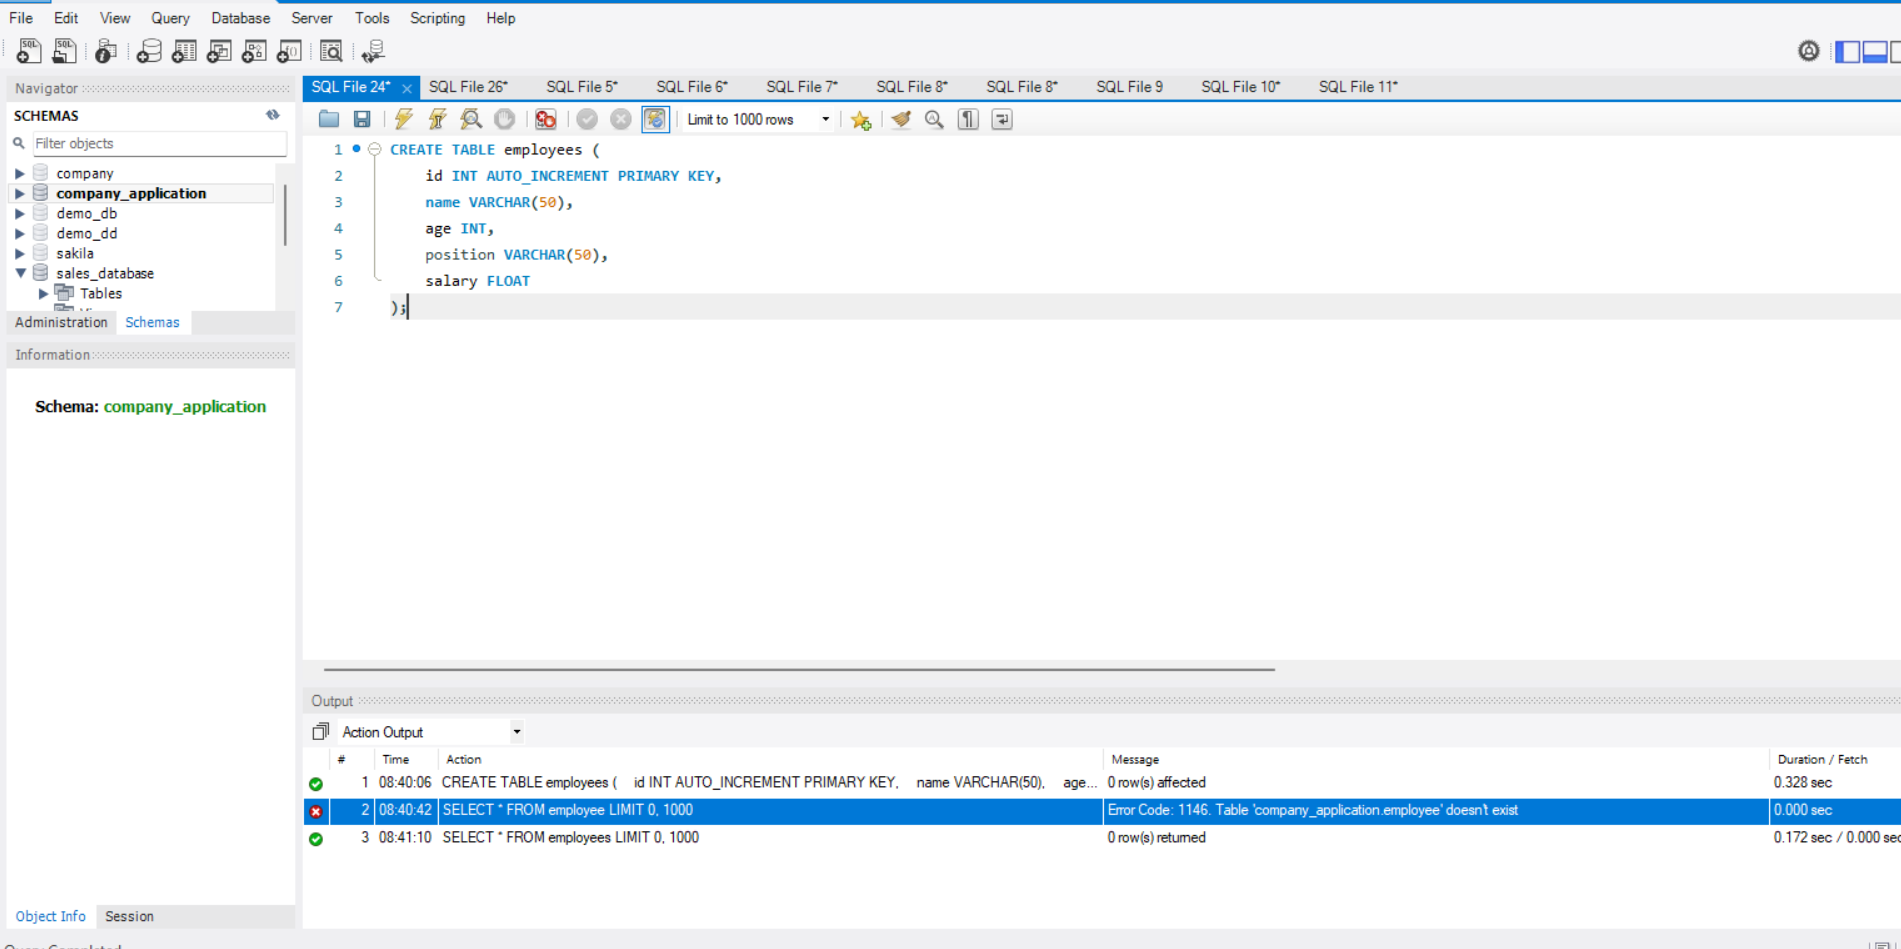 File Edit View Query Database Server Tools Scripting Help
Navigator
SCHEMAS
Filter objects
company
company_application
demo_db
demo_dd
sakila
sales_database
Tables
Administration Schemas
Information
Schema: company_application
Object Info Session
SQL File 24* SQL File 26* SQL File 5* SQL File 6* SQL File 7* SQL File 8* SQL File 8* SQL File 9 SQL File 10* SQL File 11*
Limit to 1000 rows
1 CREATE TABLE employees (
2 id INT AUTO_INCREMENT PRIMARY KEY,
3 name VARCHAR(50),
4 age INT,
5 position VARCHAR(50),
6 salary FLOAT
7 );
Output
Action Output
# Time Action Message Duration / Fetch
1 08:40:06 CREATE TABLE employees ( id INT AUTO_INCREMENT PRIMARY KEY, name VARCHAR(50), age... 0 row(s) affected 0.328 sec
2 08:40:42 SELECT * FROM employee LIMIT 0, 1000 Error Code: 1146. Table 'company_application.employee' doesn't exist 0.000 sec
3 08:41:10 SELECT * FROM employees LIMIT 0, 1000 0 row(s) returned 0.172 sec / 0.000 sec
Query Completed